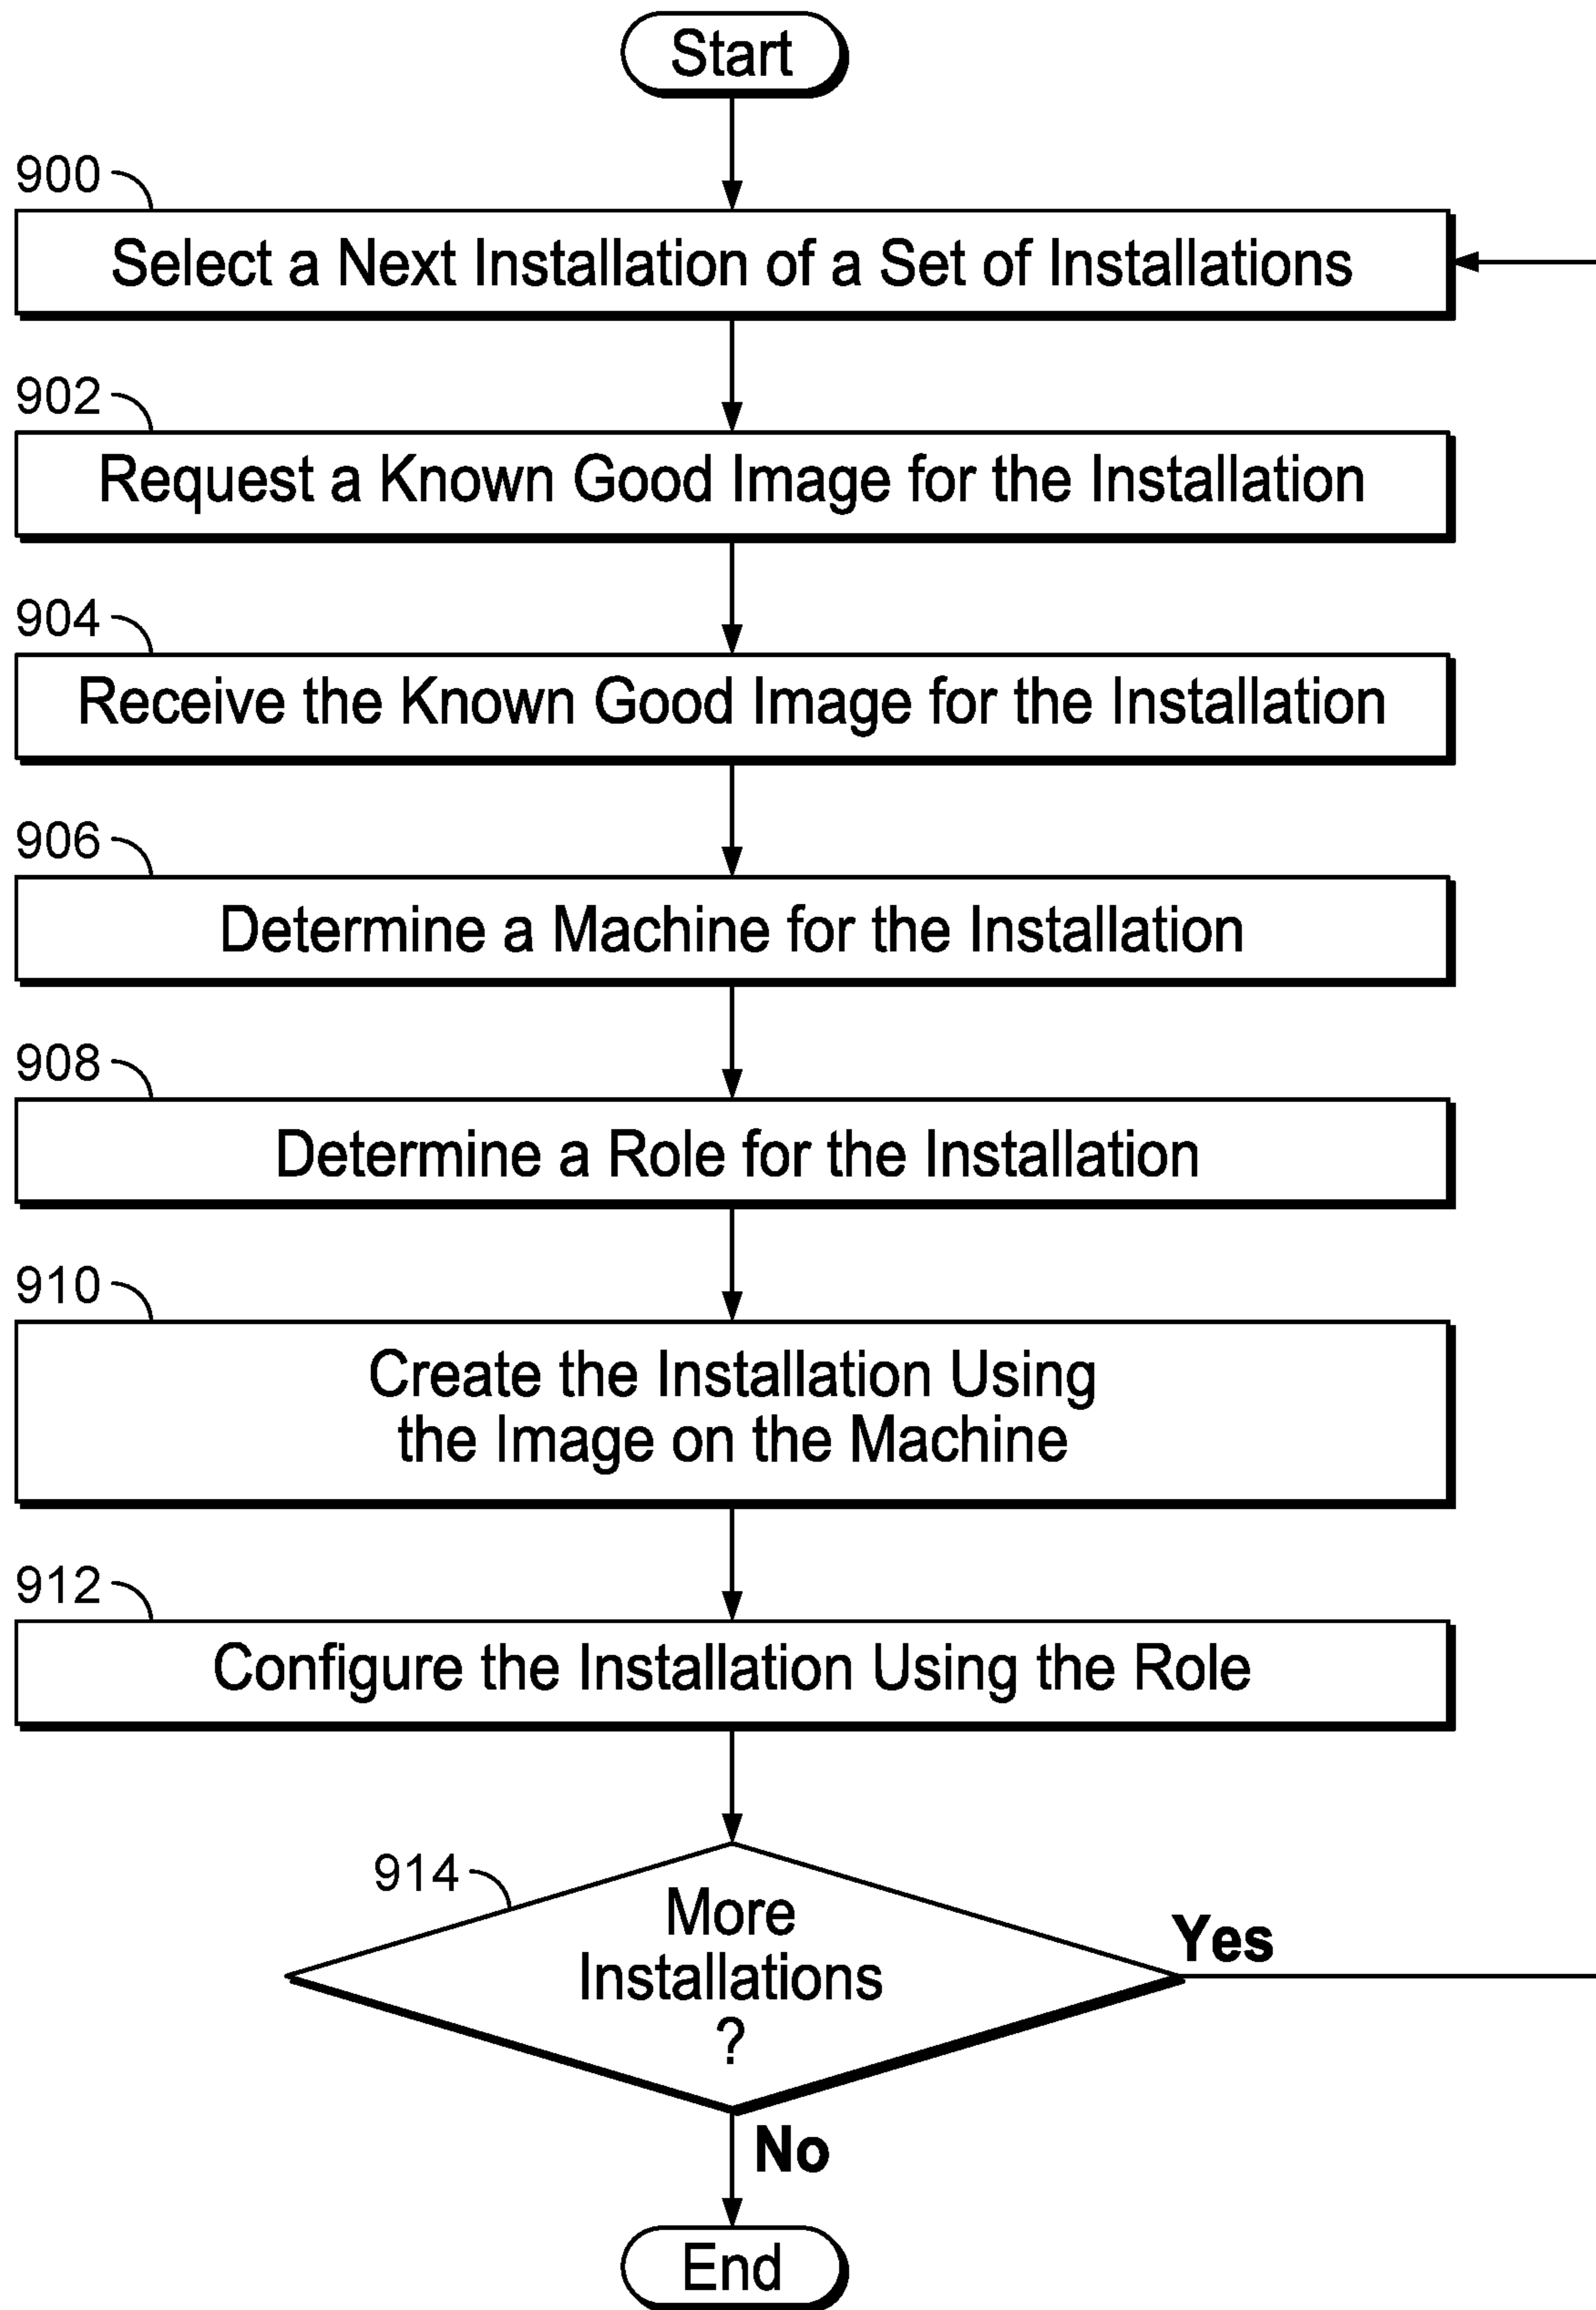 Start
900
Select a Next Installation of a Set of Installations
902
Request a Known Good Image for the Installation
904
Receive the Known Good Image for the Installation
906
Determine a Machine for the Installation
908
Determine a Role for the Installation
910
Create the Installation Using
the Image on the Machine
912
Configure the Installation Using the Role
914
More
Installations
?
Yes
No
End